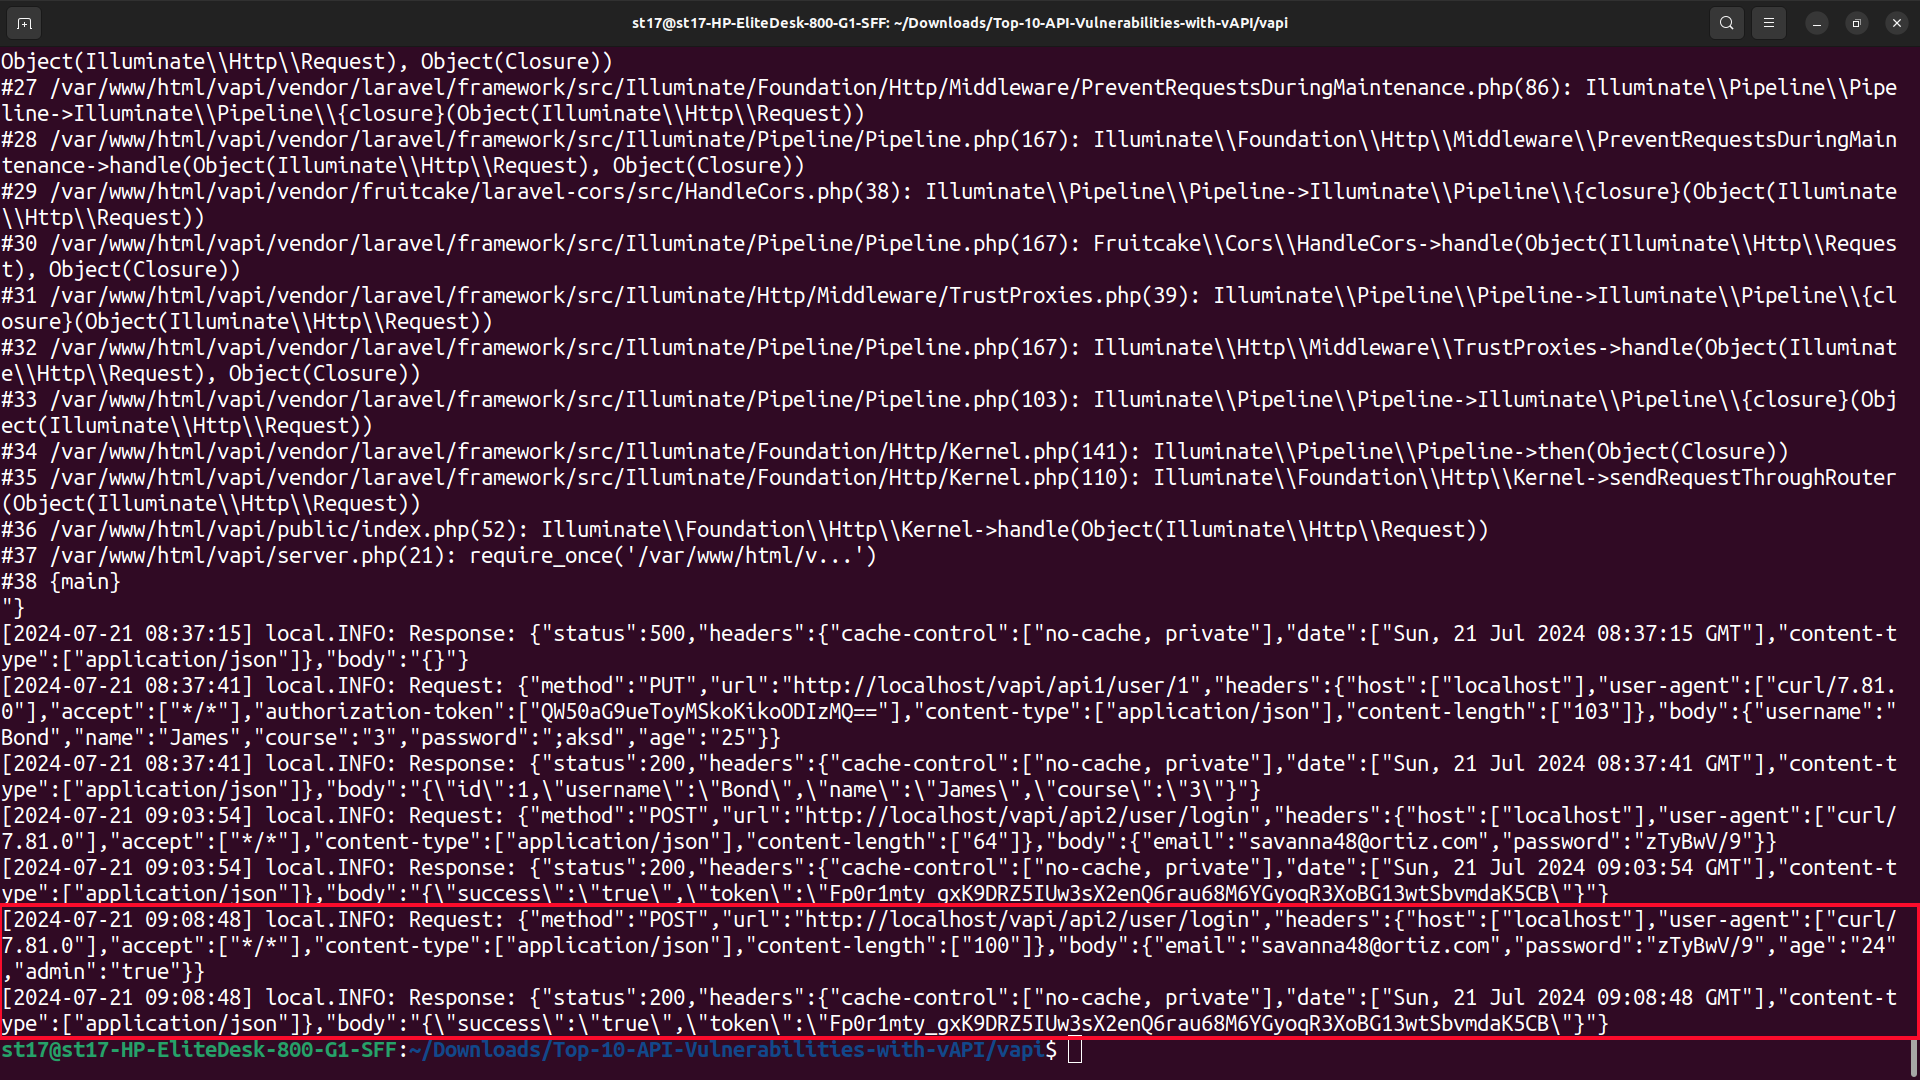 st17@st17-HP-EliteDesk-800-G1-SFF: ~/Downloads/Top-10-API-Vulnerabilities-with-vAPI/vapi
Object(Illuminate\\Http\\Request), Object(Closure))
#27 /var/www/html/vapi/vendor/laravel/framework/src/Illuminate/Foundation/Http/Middleware/PreventRequestsDuringMaintenance.php(86): Illuminate\\Pipeline\\Pipe
line->Illuminate\\Pipeline\\{closure}(Object(Illuminate\\Http\\Request))
#28 /var/www/html/vapi/vendor/laravel/framework/src/Illuminate/Pipeline/Pipeline.php(167): Illuminate\\Foundation\\Http\\Middleware\\PreventRequestsDuringMain
tenance->handle(Object(Illuminate\\Http\\Request), Object(Closure))
#29 /var/www/html/vapi/vendor/fruitcake/laravel-cors/src/HandleCors.php(38): Illuminate\\Pipeline\\Pipeline->Illuminate\\Pipeline\\{closure}(Object(Illuminate
\\Http\\Request))
#30 /var/www/html/vapi/vendor/laravel/framework/src/Illuminate/Pipeline/Pipeline.php(167): Fruitcake\\Cors\\HandleCors->handle(Object(Illuminate\\Http\\Reques
t), Object(Closure))
#31 /var/www/html/vapi/vendor/laravel/framework/src/Illuminate/Http/Middleware/TrustProxies.php(39): Illuminate\\Pipeline\\Pipeline->Illuminate\\Pipeline\\{cl
osure}(Object(Illuminate\\Http\\Request))
#32 /var/www/html/vapi/vendor/laravel/framework/src/Illuminate/Pipeline/Pipeline.php(167): Illuminate\\Http\\Middleware\\TrustProxies->handle(Object(Illuminat
e\\Http\\Request), Object(Closure))
#33 /var/www/html/vapi/vendor/laravel/framework/src/Illuminate/Pipeline/Pipeline.php(103): Illuminate\\Pipeline\\Pipeline->Illuminate\\Pipeline\\{closure}(Obj
ect(Illuminate\\Http\\Request))
#34 /var/www/html/vapi/vendor/laravel/framework/src/Illuminate/Foundation/Http/Kernel.php(141): Illuminate\\Pipeline\\Pipeline->then(Object(Closure))
#35 /var/www/html/vapi/vendor/laravel/framework/src/Illuminate/Foundation/Http/Kernel.php(110): Illuminate\\Foundation\\Http\\Kernel->sendRequestThroughRouter
(Object(Illuminate\\Http\\Request))
#36 /var/www/html/vapi/public/index.php(52): Illuminate\\Foundation\\Http\\Kernel->handle(Object(Illuminate\\Http\\Request))
#37 /var/www/html/vapi/server.php(21): require_once('/var/www/html/v...')
#38 {main}
"}
[2024-07-21 08:37:15] local.INFO: Response: {"status":500,"headers":{"cache-control":["no-cache, private"],"date":["Sun, 21 Jul 2024 08:37:15 GMT"],"content-t
ype":["application/json"]},"body":"{}"}
[2024-07-21 08:37:41] local.INFO: Request: {"method":"PUT","url":"http://localhost/vapi/api1/user/1","headers":{"host":["localhost"],"user-agent":["curl/7.81.
0"],"accept":["*/*"],"authorization-token":["QW50aG9ueToyMSkoKikoODIzMQ=="],"content-type":["application/json"],"content-length":["103"]},"body":{"username":"
Bond","name":"James","course":"3","password":";aksd","age":"25"}}
[2024-07-21 08:37:41] local.INFO: Response: {"status":200,"headers":{"cache-control":["no-cache, private"],"date":["Sun, 21 Jul 2024 08:37:41 GMT"],"content-t
ype":["application/json"]},"body":"{\"id\":1,\"username\":\"Bond\",\"name\":\"James\",\"course\":\"3\"}"}
[2024-07-21 09:03:54] local.INFO: Request: {"method":"POST","url":"http://localhost/vapi/api2/user/login","headers":{"host":["localhost"],"user-agent":["curl/
7.81.0"],"accept":["*/*"],"content-type":["application/json"],"content-length":["64"]},"body":{"email":"savanna48@ortiz.com","password":"zTyBwV/9"}}
[2024-07-21 09:03:54] local.INFO: Response: {"status":200,"headers":{"cache-control":["no-cache, private"],"date":["Sun, 21 Jul 2024 09:03:54 GMT"],"content-t
ype":["application/json"]},"body":"{\"success\":\"true\",\"token\":\"Fp0r1mty_gxK9DRZ5IUw3sX2enQ6rau68M6YGyoqR3XoBG13wtSbvmdaK5CB\"}"}
[2024-07-21 09:08:48] local.INFO: Request: {"method":"POST","url":"http://localhost/vapi/api2/user/login","headers":{"host":["localhost"],"user-agent":["curl/
7.81.0"],"accept":["*/*"],"content-type":["application/json"],"content-length":["100"]},"body":{"email":"savanna48@ortiz.com","password":"zTyBwV/9","age":"24"
,"admin":"true"}}
[2024-07-21 09:08:48] local.INFO: Response: {"status":200,"headers":{"cache-control":["no-cache, private"],"date":["Sun, 21 Jul 2024 09:08:48 GMT"],"content-t
ype":["application/json"]},"body":"{\"success\":\"true\",\"token\":\"Fp0r1mty_gxK9DRZ5IUw3sX2enQ6rau68M6YGyoqR3XoBG13wtSbvmdaK5CB\"}"}
st17@st17-HP-EliteDesk-800-G1-SFF:~/Downloads/Top-10-API-Vulnerabilities-with-vAPI/vapi$